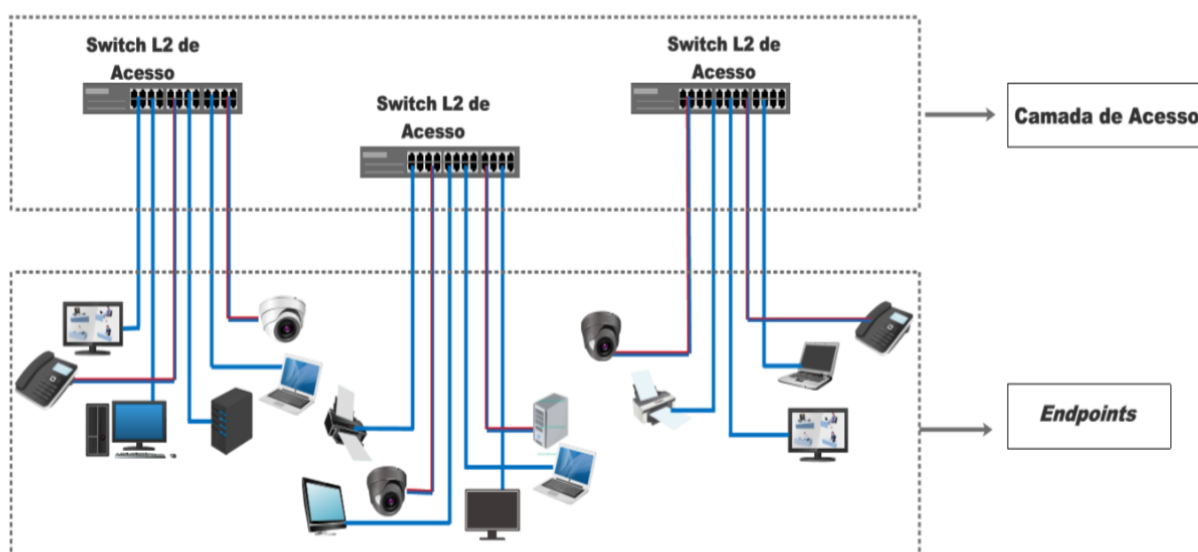 Switch L2 de
Acesso
Switch L2 de
Acesso
Switch L2 de
Acesso
Camada de Acesso
Endpoints